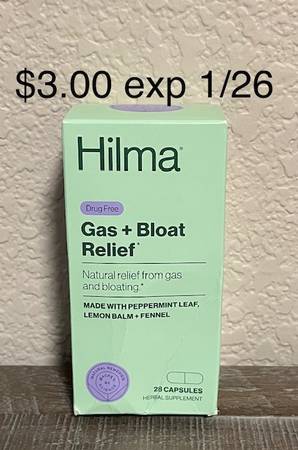 $3.00 exp 1/26
Hilma
Drug Free
Gas + Bloat
Relief*
Natural relief from gas
and bloating.*
MADE WITH PEPPERMINT LEAF,
LEMON BALM + FENNEL
28 CAPSULES
HERBAL SUPPLEMENT